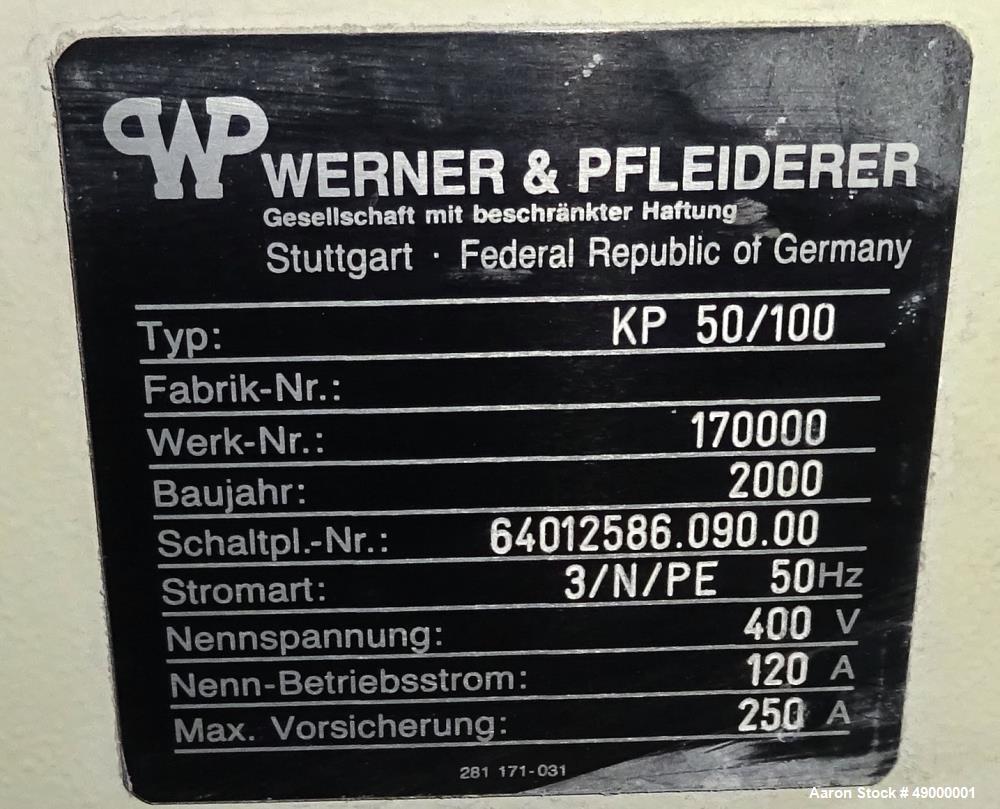 WP
WERNER & PFLEIDERER
Gesellschaft mit beschränkter Haftung
Stuttgart · Federal Republic of Germany
Typ: KP 50/100
Fabrik-Nr.:
Werk-Nr.: 170000
Baujahr: 2000
Schaltpl.-Nr.: 64012586.090.00
Stromart: 3/N/PE 50Hz
Nennspannung: 400 V
Nenn-Betriebsstrom: 120 A
Max. Vorsicherung: 250 A
281 171-031
Aaron Stock # 49000001